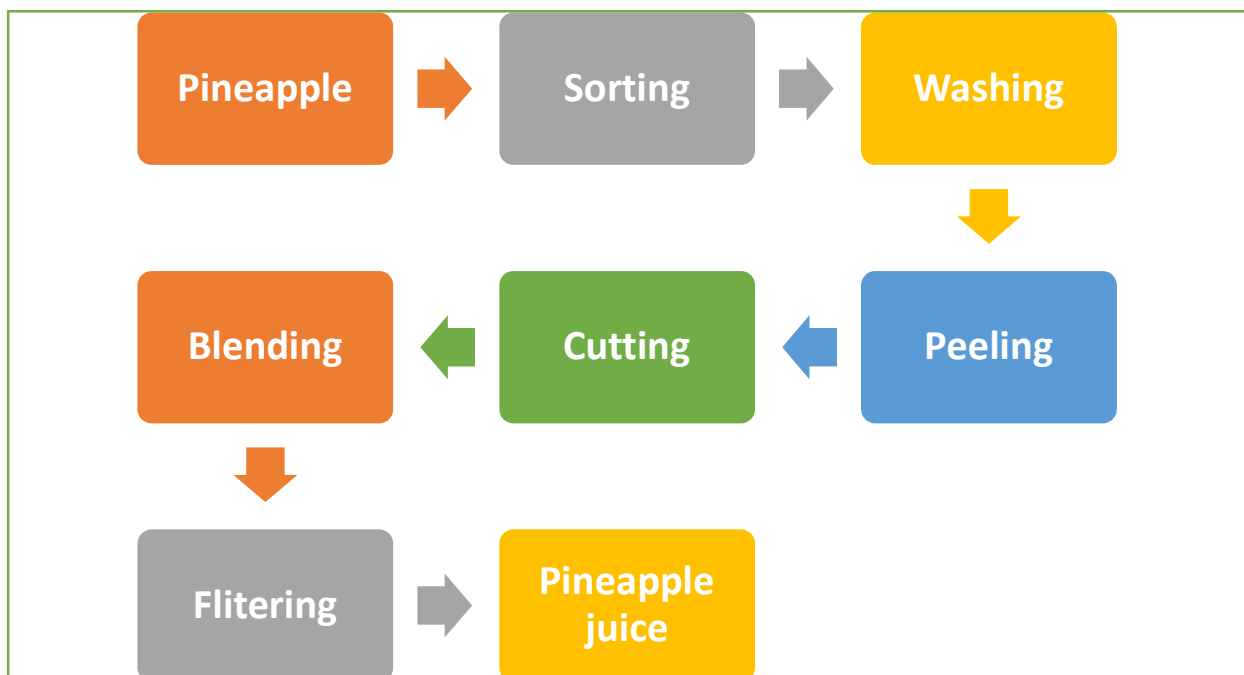 Pineapple
Sorting
Washing
Peeling
Cutting
Blending
Flitering
Pineapple
juice